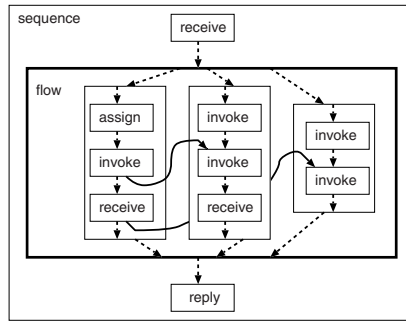 sequence
receive
flow
assign
invoke
receive
invoke
invoke
receive
invoke
invoke
reply